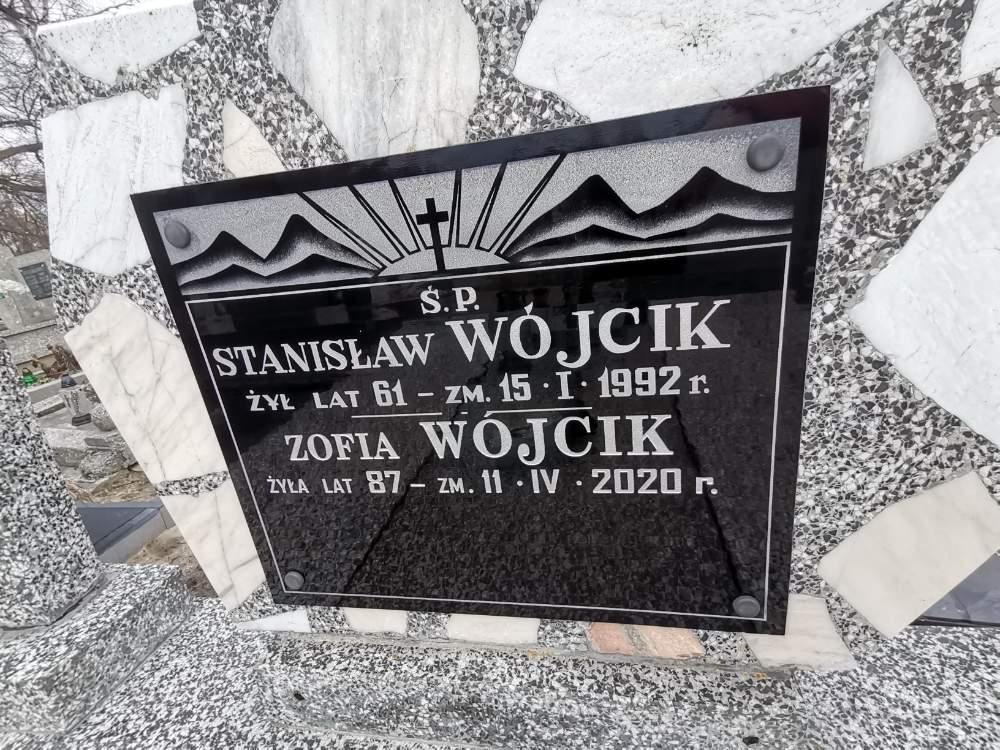 Ś.P.
STANISŁAW WÓJCIK
ŻYŁ LAT 61 – ZM. 15·I·1992 r.
ZOFIA WÓJCIK
ŻYŁA LAT 87 – ZM. 11·IV·2020 r.